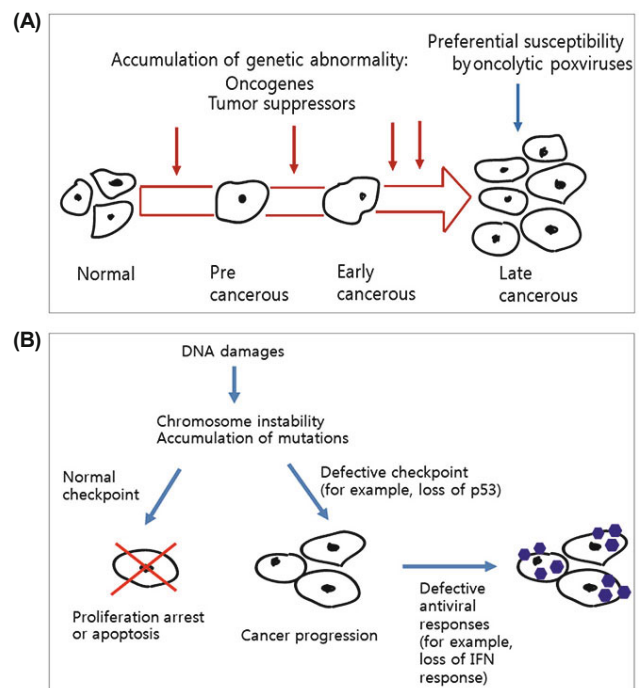 (A)
Accumulation of genetic abnormality:
Oncogenes
Tumor suppressors
Preferential susceptibility
byoncolytic poxviruses
Normal
Pre
cancerous
Early
cancerous
Late
cancerous
(B)
DNA damages
Chromosome instability
Accumulation of mutations
Normal
checkpoint
Defective checkpoint
(for example, loss of p53)
Proliferation arrest
or apoptosis
Cancer progression
Defective
antiviral
responses
(for example,
loss of IFN
response)